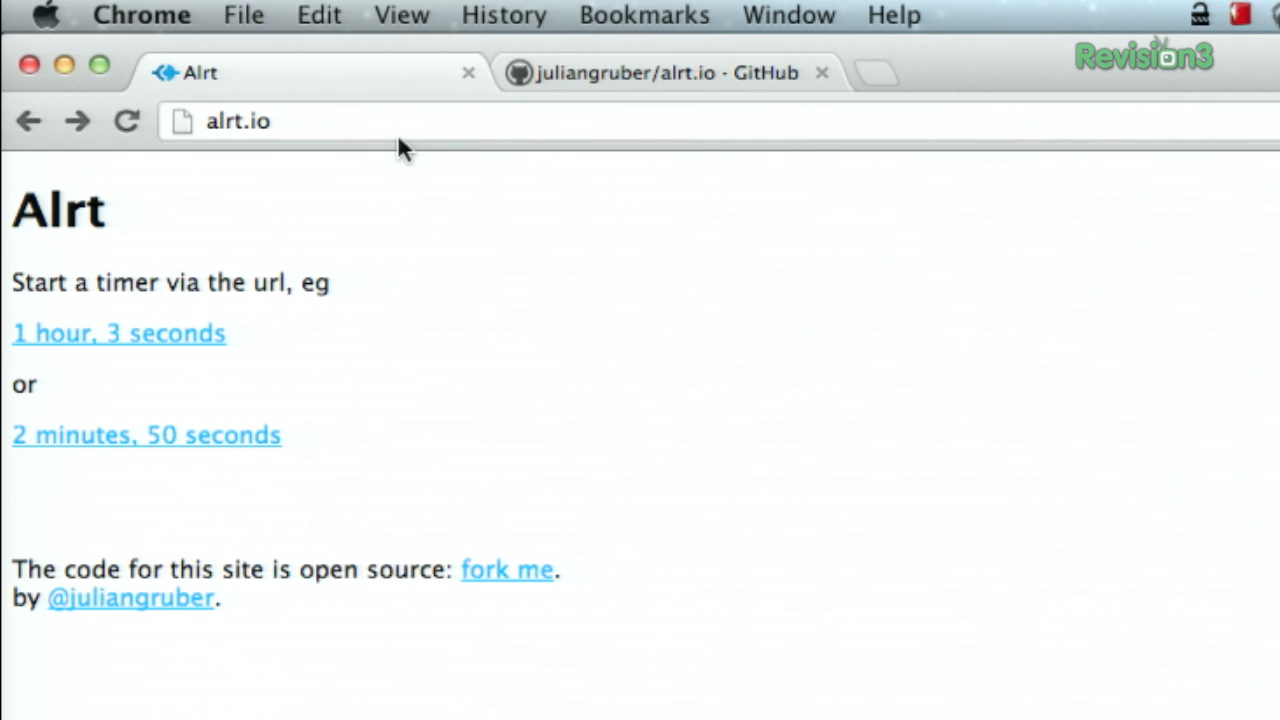 Chrome File Edit View History Bookmarks Window Help
Revision3
Alrt
juliangruber/alrt.io · GitHub
alrt.io
Alrt
Start a timer via the url, eg
1 hour, 3 seconds
or
2 minutes, 50 seconds
The code for this site is open source: fork me.
by @juliangruber.